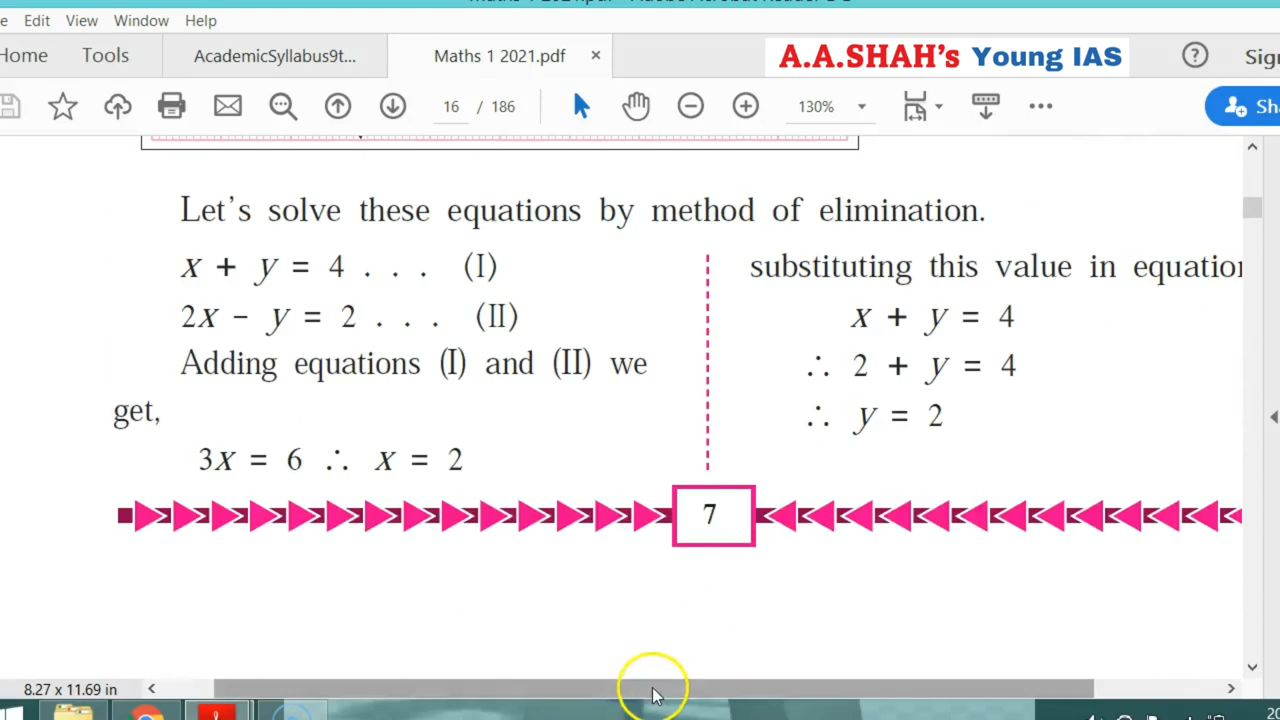 Edit View Window Help
Home Tools AcademicSyllabus9t... Maths 1 2021.pdf × A.A.SHAH's Young IAS
16 / 186 130%
Let's solve these equations by method of elimination.
x + y = 4 . . . (I)
2x − y = 2 . . . (II)
Adding equations (I) and (II) we
get,
3x = 6 ∴ x = 2
substituting this value in equation
x + y = 4
∴ 2 + y = 4
∴ y = 2
7
8.27 x 11.69 in